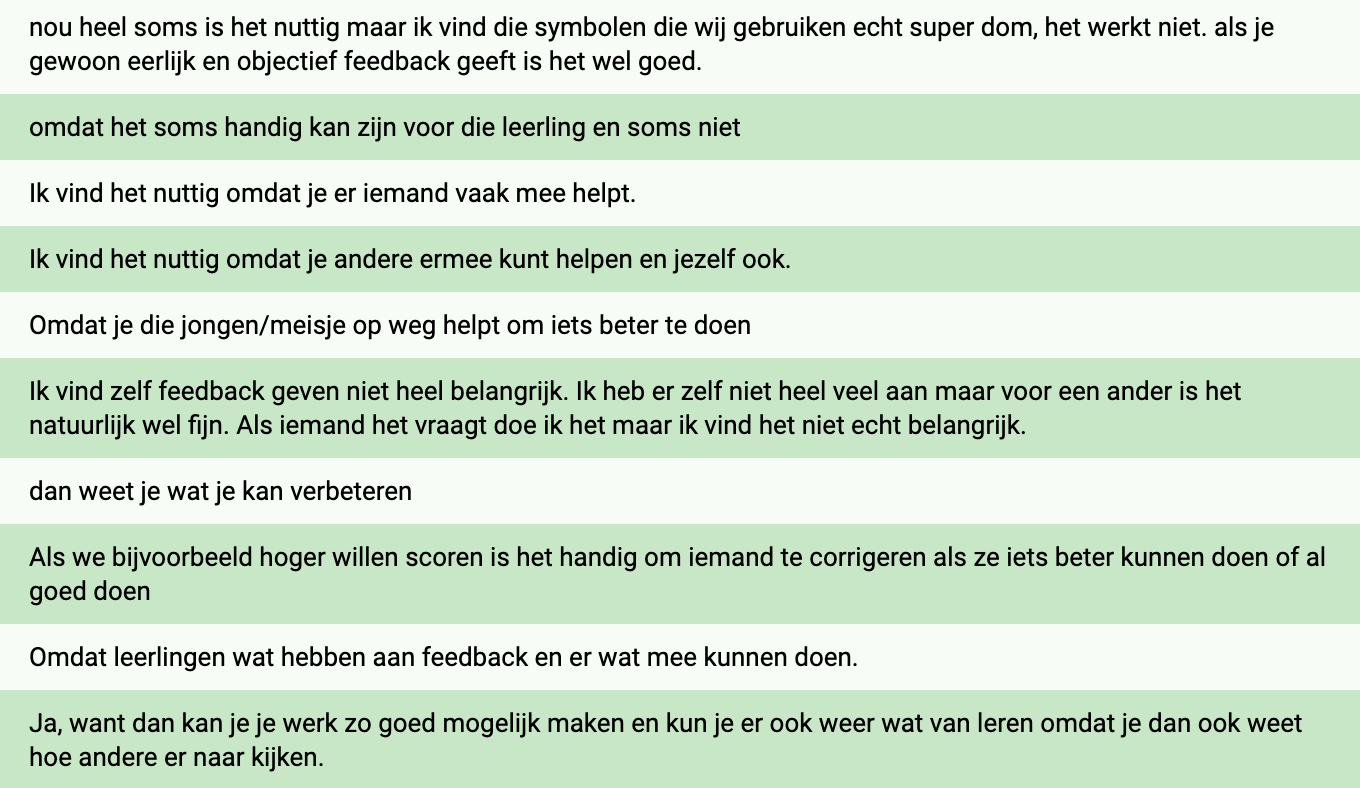 nou heel soms is het nuttig maar ik vind die symbolen die wij gebruiken echt super dom, het werkt niet. als je
gewoon eerlijk en objectief feedback geeft is het wel goed.
omdat het soms handig kan zijn voor die leerling en soms niet
Ik vind het nuttig omdat je er iemand vaak mee helpt.
Ik vind het nuttig omdat je andere ermee kunt helpen en jezelf ook.
Omdat je die jongen/meisje op weg helpt om iets beter te doen
Ik vind zelf feedback geven niet heel belangrijk. Ik heb er zelf niet heel veel aan maar voor een ander is het
natuurlijk wel fijn. Als iemand het vraagt doe ik het maar ik vind het niet echt belangrijk.
dan weet je wat je kan verbeteren
Als we bijvoorbeeld hoger willen scoren is het handig om iemand te corrigeren als ze iets beter kunnen doen of al
goed doen
Omdat leerlingen wat hebben aan feedback en er wat mee kunnen doen.
Ja, want dan kan je je werk zo goed mogelijk maken en kun je er ook weer wat van leren omdat je dan ook weet
hoe andere er naar kijken.